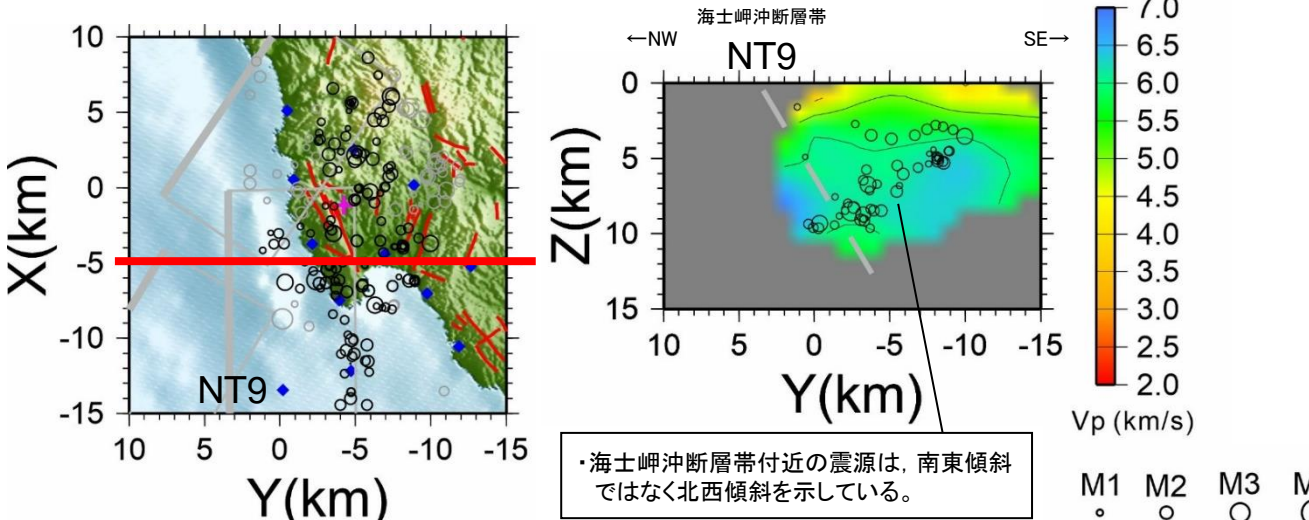 海士岬沖断層帯
←NW
SE→
NT9
10
5
0
-5
-10
-15
X(km)
10
5
0
-5
-10
-15
Y(km)
NT9
0
5
10
15
Z(km)
10
5
0
-5
-10
-15
Y(km)
・海士岬沖断層帯付近の震源は, 南東傾斜
ではなく北西傾斜を示している。
7.0
6.5
6.0
5.5
5.0
4.5
4.0
3.5
3.0
2.5
2.0
Vp (km/s)
M1 M2 M3